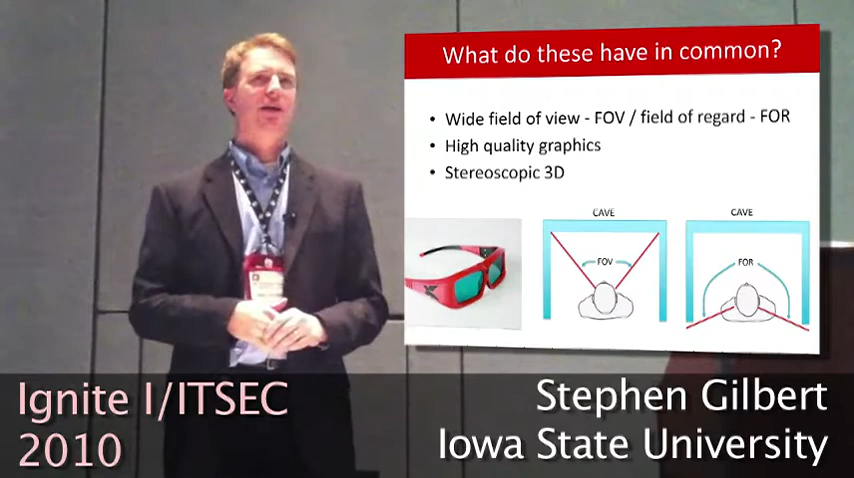 What do these have in common?
• Wide field of view - FOV / field of regard - FOR
• High quality graphics
• Stereoscopic 3D
CAVE
FOV
CAVE
FOR
Ignite I/ITSEC
2010
Stephen Gilbert
Iowa State University